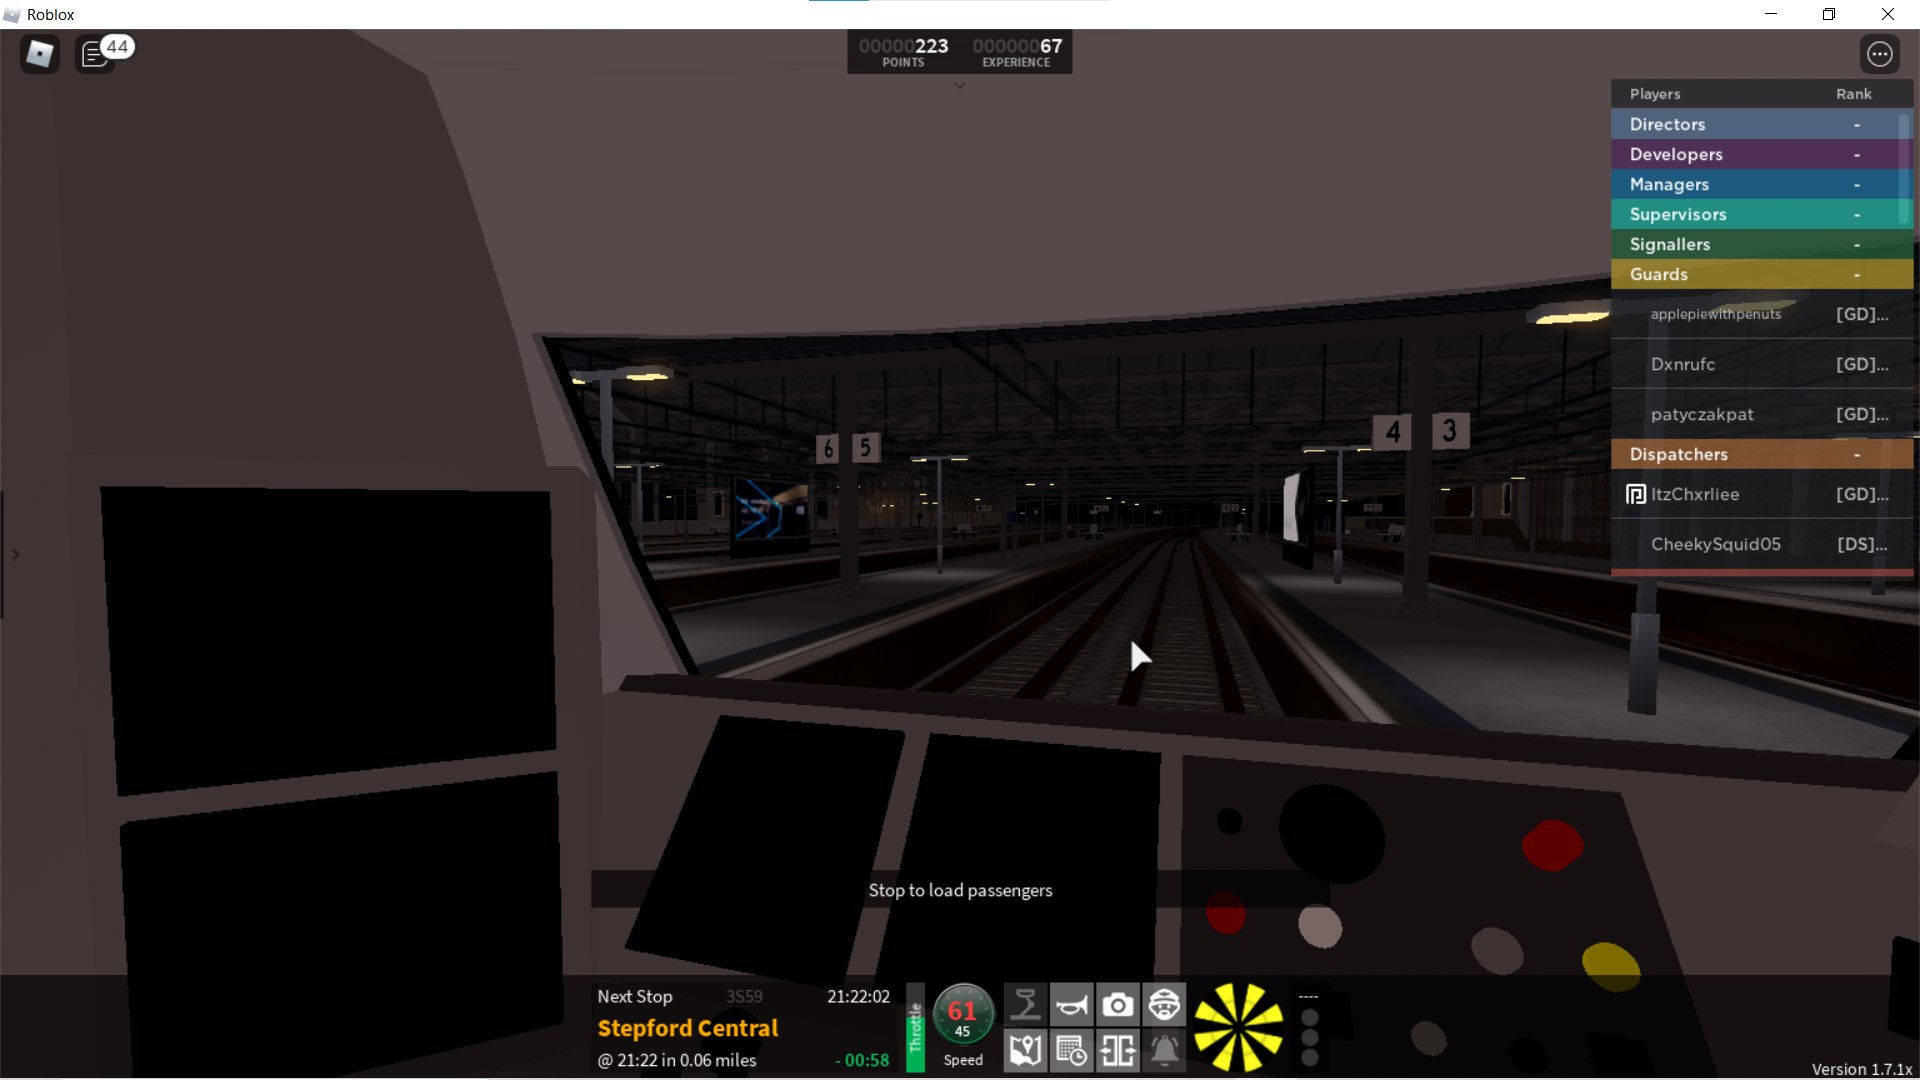 Roblox
44
00000223 00000067
POINTS EXPERIENCE
Players Rank
Directors -
Developers -
Managers -
Supervisors -
Signallers -
Guards -
applepiewithpenuts [GD]...
Dxnrufc [GD]...
patyczakpat [GD]...
Dispatchers -
ItzChxrliee [GD]...
CheekySquid05 [DS]...
6 5
4 3
Stop to load passengers
Next Stop 3S59 21:22:02
Stepford Central
@ 21:22 in 0.06 miles - 00:58
Throttle
61
45
Speed
----
Version 1.7.1x